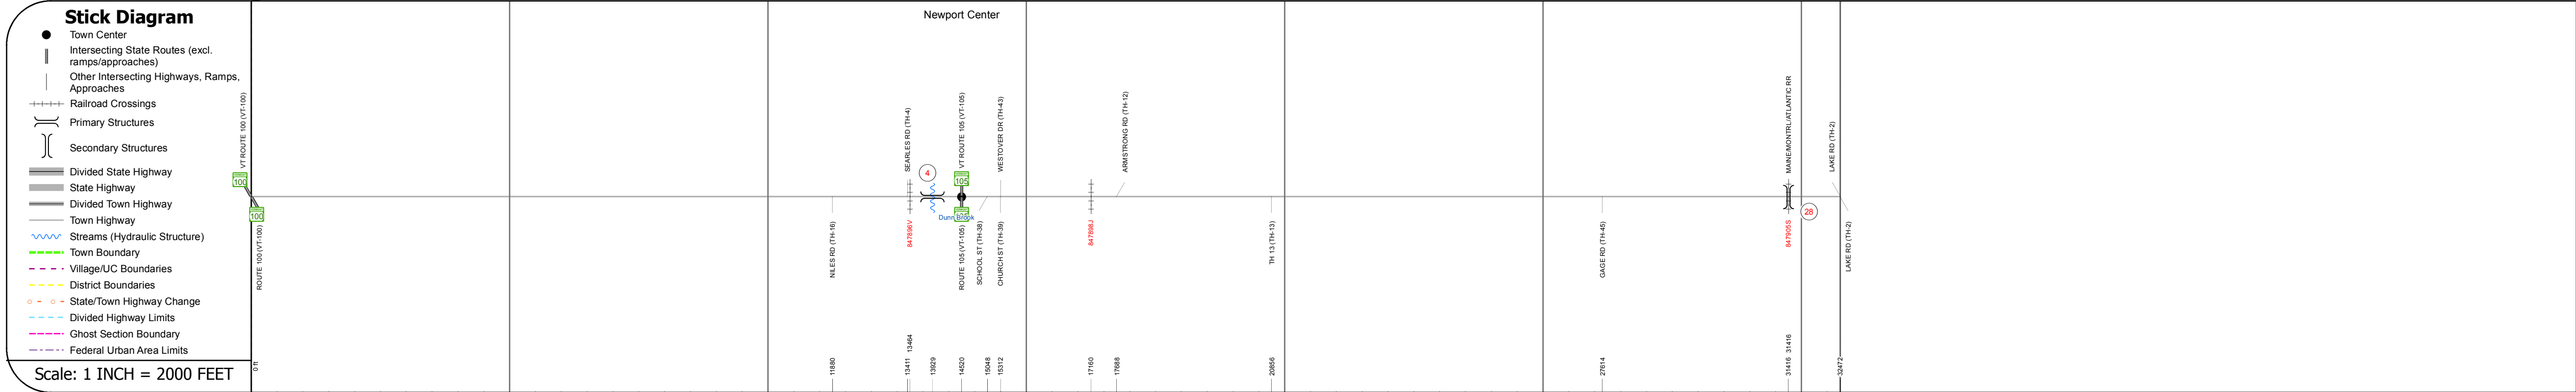 Stick Diagram
Town Center
Intersecting State Routes (excl.
ramps/approaches)
Other Intersecting Highways, Ramps,
Approaches
Railroad Crossings
Primary Structures
Secondary Structures
Divided State Highway
State Highway
Divided Town Highway
Town Highway
Streams (Hydraulic Structure)
Town Boundary
Village/UC Boundaries
District Boundaries
State/Town Highway Change
Divided Highway Limits
Ghost Section Boundary
Federal Urban Area Limits
Scale: 1 INCH = 2000 FEET
Newport Center
VT ROUTE 100 (VT-100)
SEARLES RD (TH-4)
VT ROUTE 105 (VT-105)
WESTOVER DR (TH-43)
ARMSTRONG RD (TH-12)
MAINE/MONTRL/ATLANTIC RR
LAKE RD (TH-2)
100
4
105
100
Dunn Brook
28
ROUTE 100 (VT-100)
NILES RD (TH-16)
847896V
ROUTE 105 (VT-105)
SCHOOL ST (TH-38)
CHURCH ST (TH-39)
847898J
TH 13 (TH-13)
GAGE RD (TH-45)
847905S
LAKE RD (TH-2)
0 ft
11880
13411 13464
13929
14520
15048
15312
17160
17688
20856
27614
31416 31416
32472